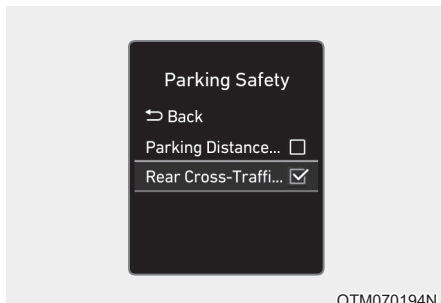 Parking Safety
Back
Parking Distance...
Rear Cross-Traffi...
OTM070194N